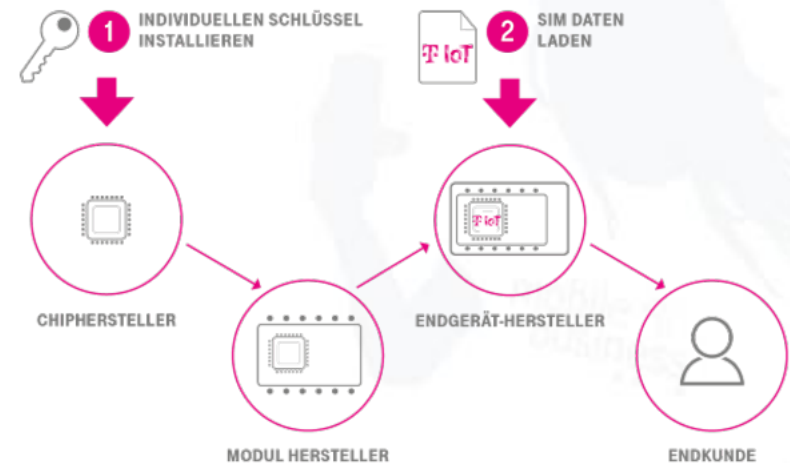 1 INDIVIDUELLEN SCHLÜSSEL
INSTALLIEREN
2 SIM DATEN
LADEN
T IoT
T IoT
CHIPHERSTELLER
ENDGERÄT-HERSTELLER
MODUL HERSTELLER
ENDKUNDE